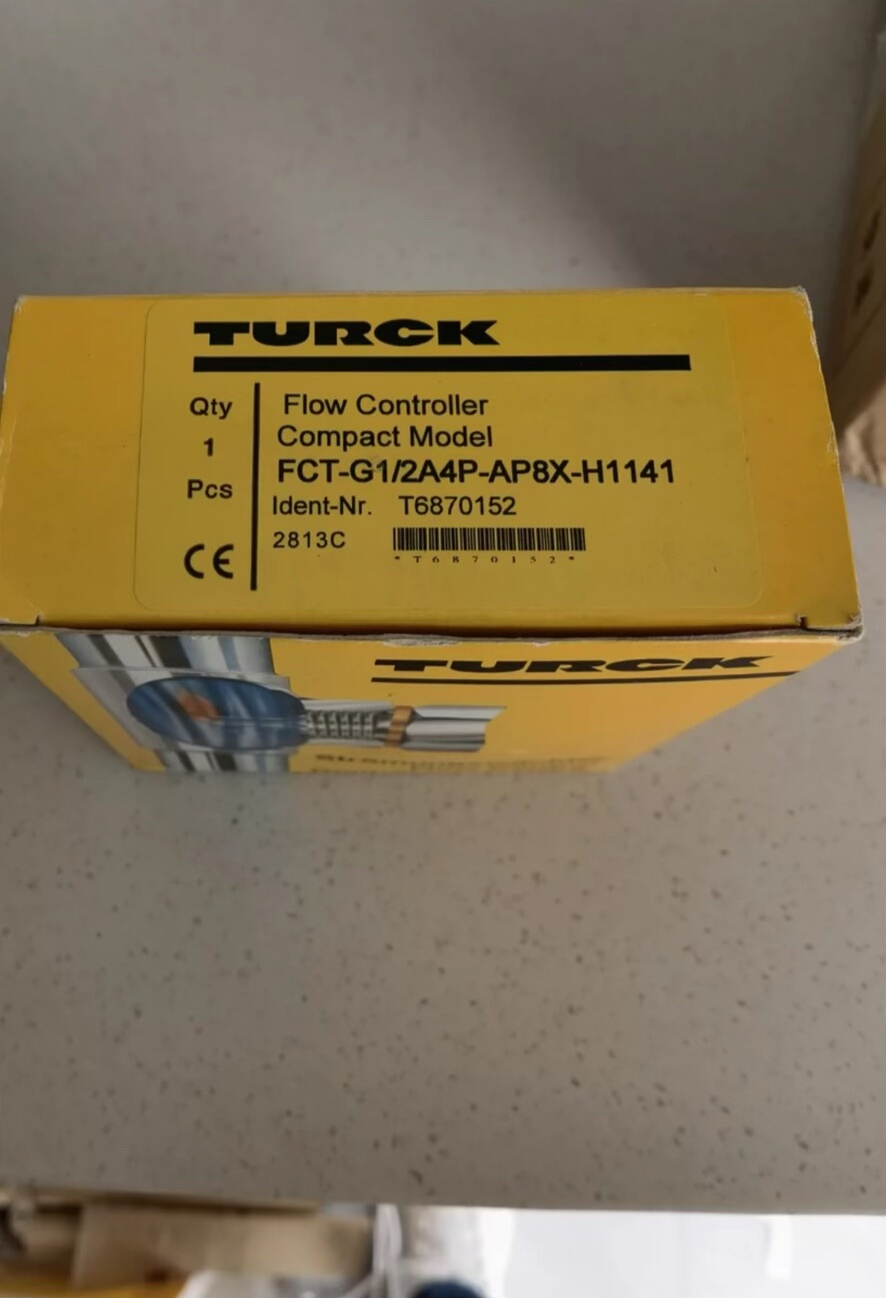 TURCK
Qty
1
Pcs
Flow Controller
Compact Model
FCT-G1/2A4P-AP8X-H1141
Ident-Nr. T6870152
2813C
*T6870152*
CE
TURCK